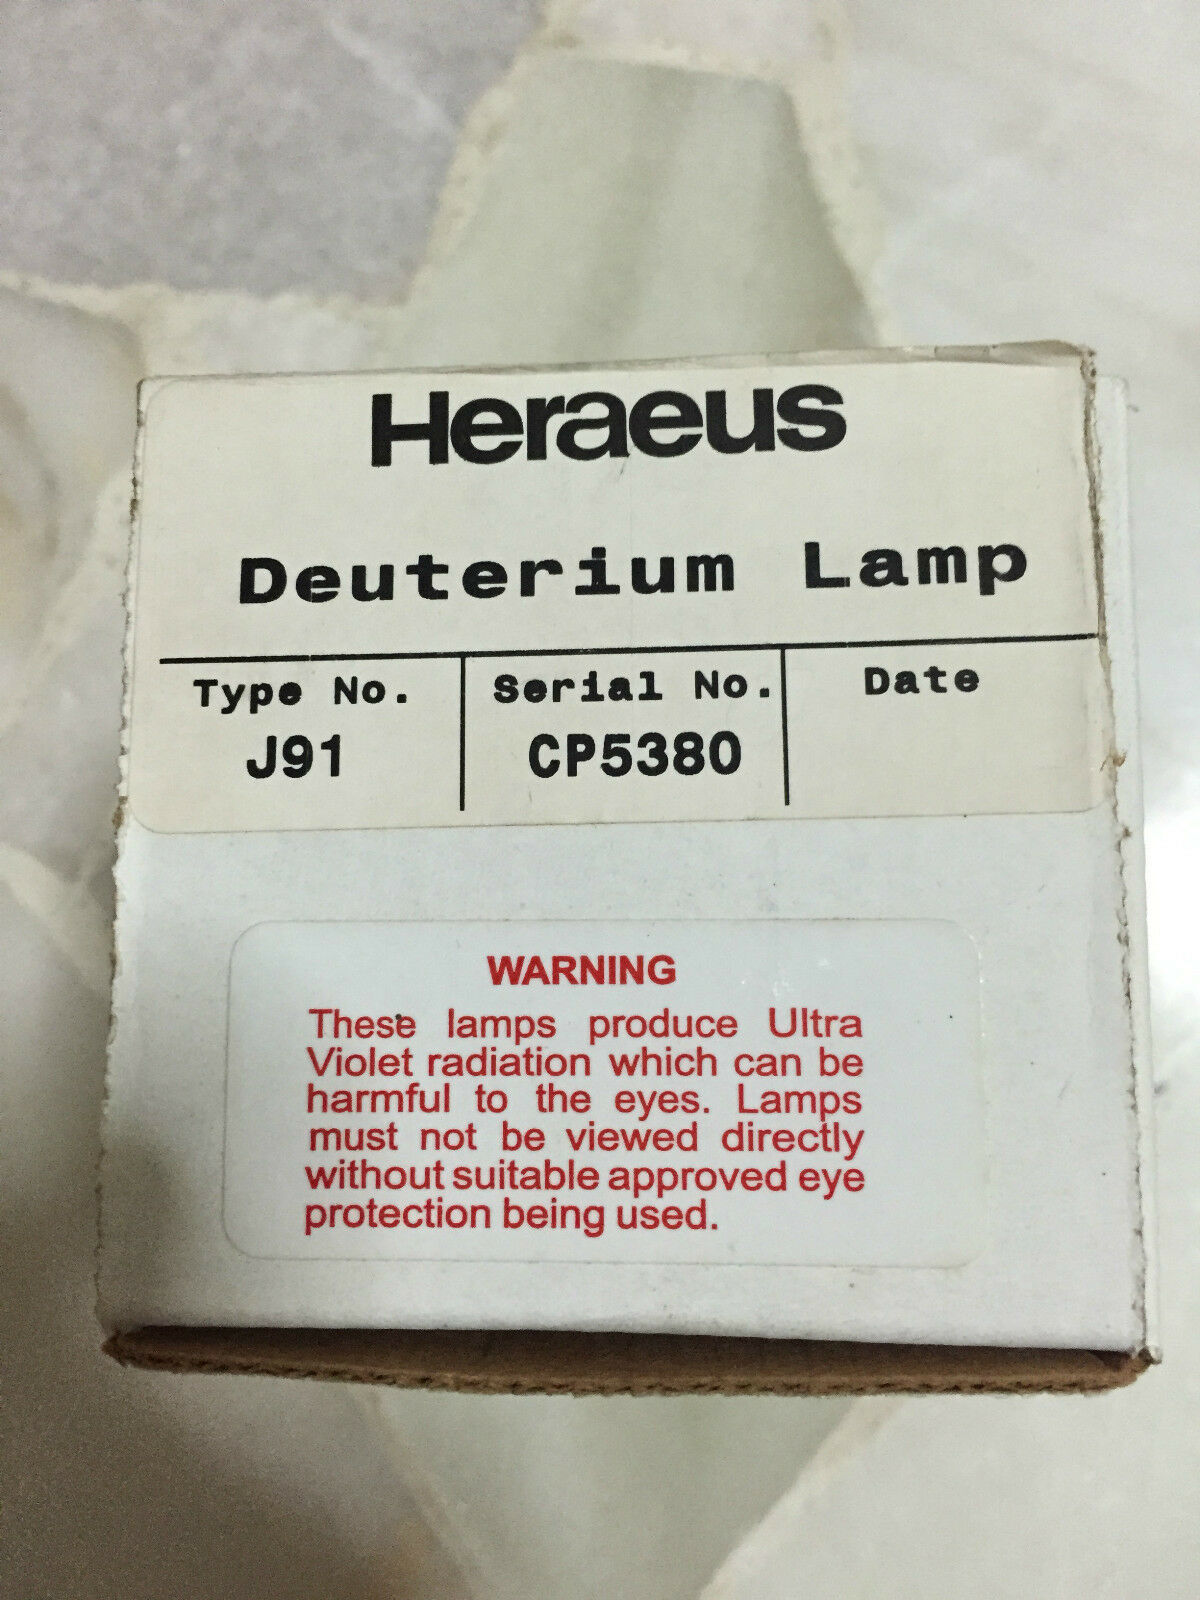 Heraeus
Deuterium Lamp
Type No. Serial No. Date
J91 CP5380
WARNING
These lamps produce Ultra
Violet radiation which can be
harmful to the eyes. Lamps
must not be viewed directly
without suitable approved eye
protection being used.